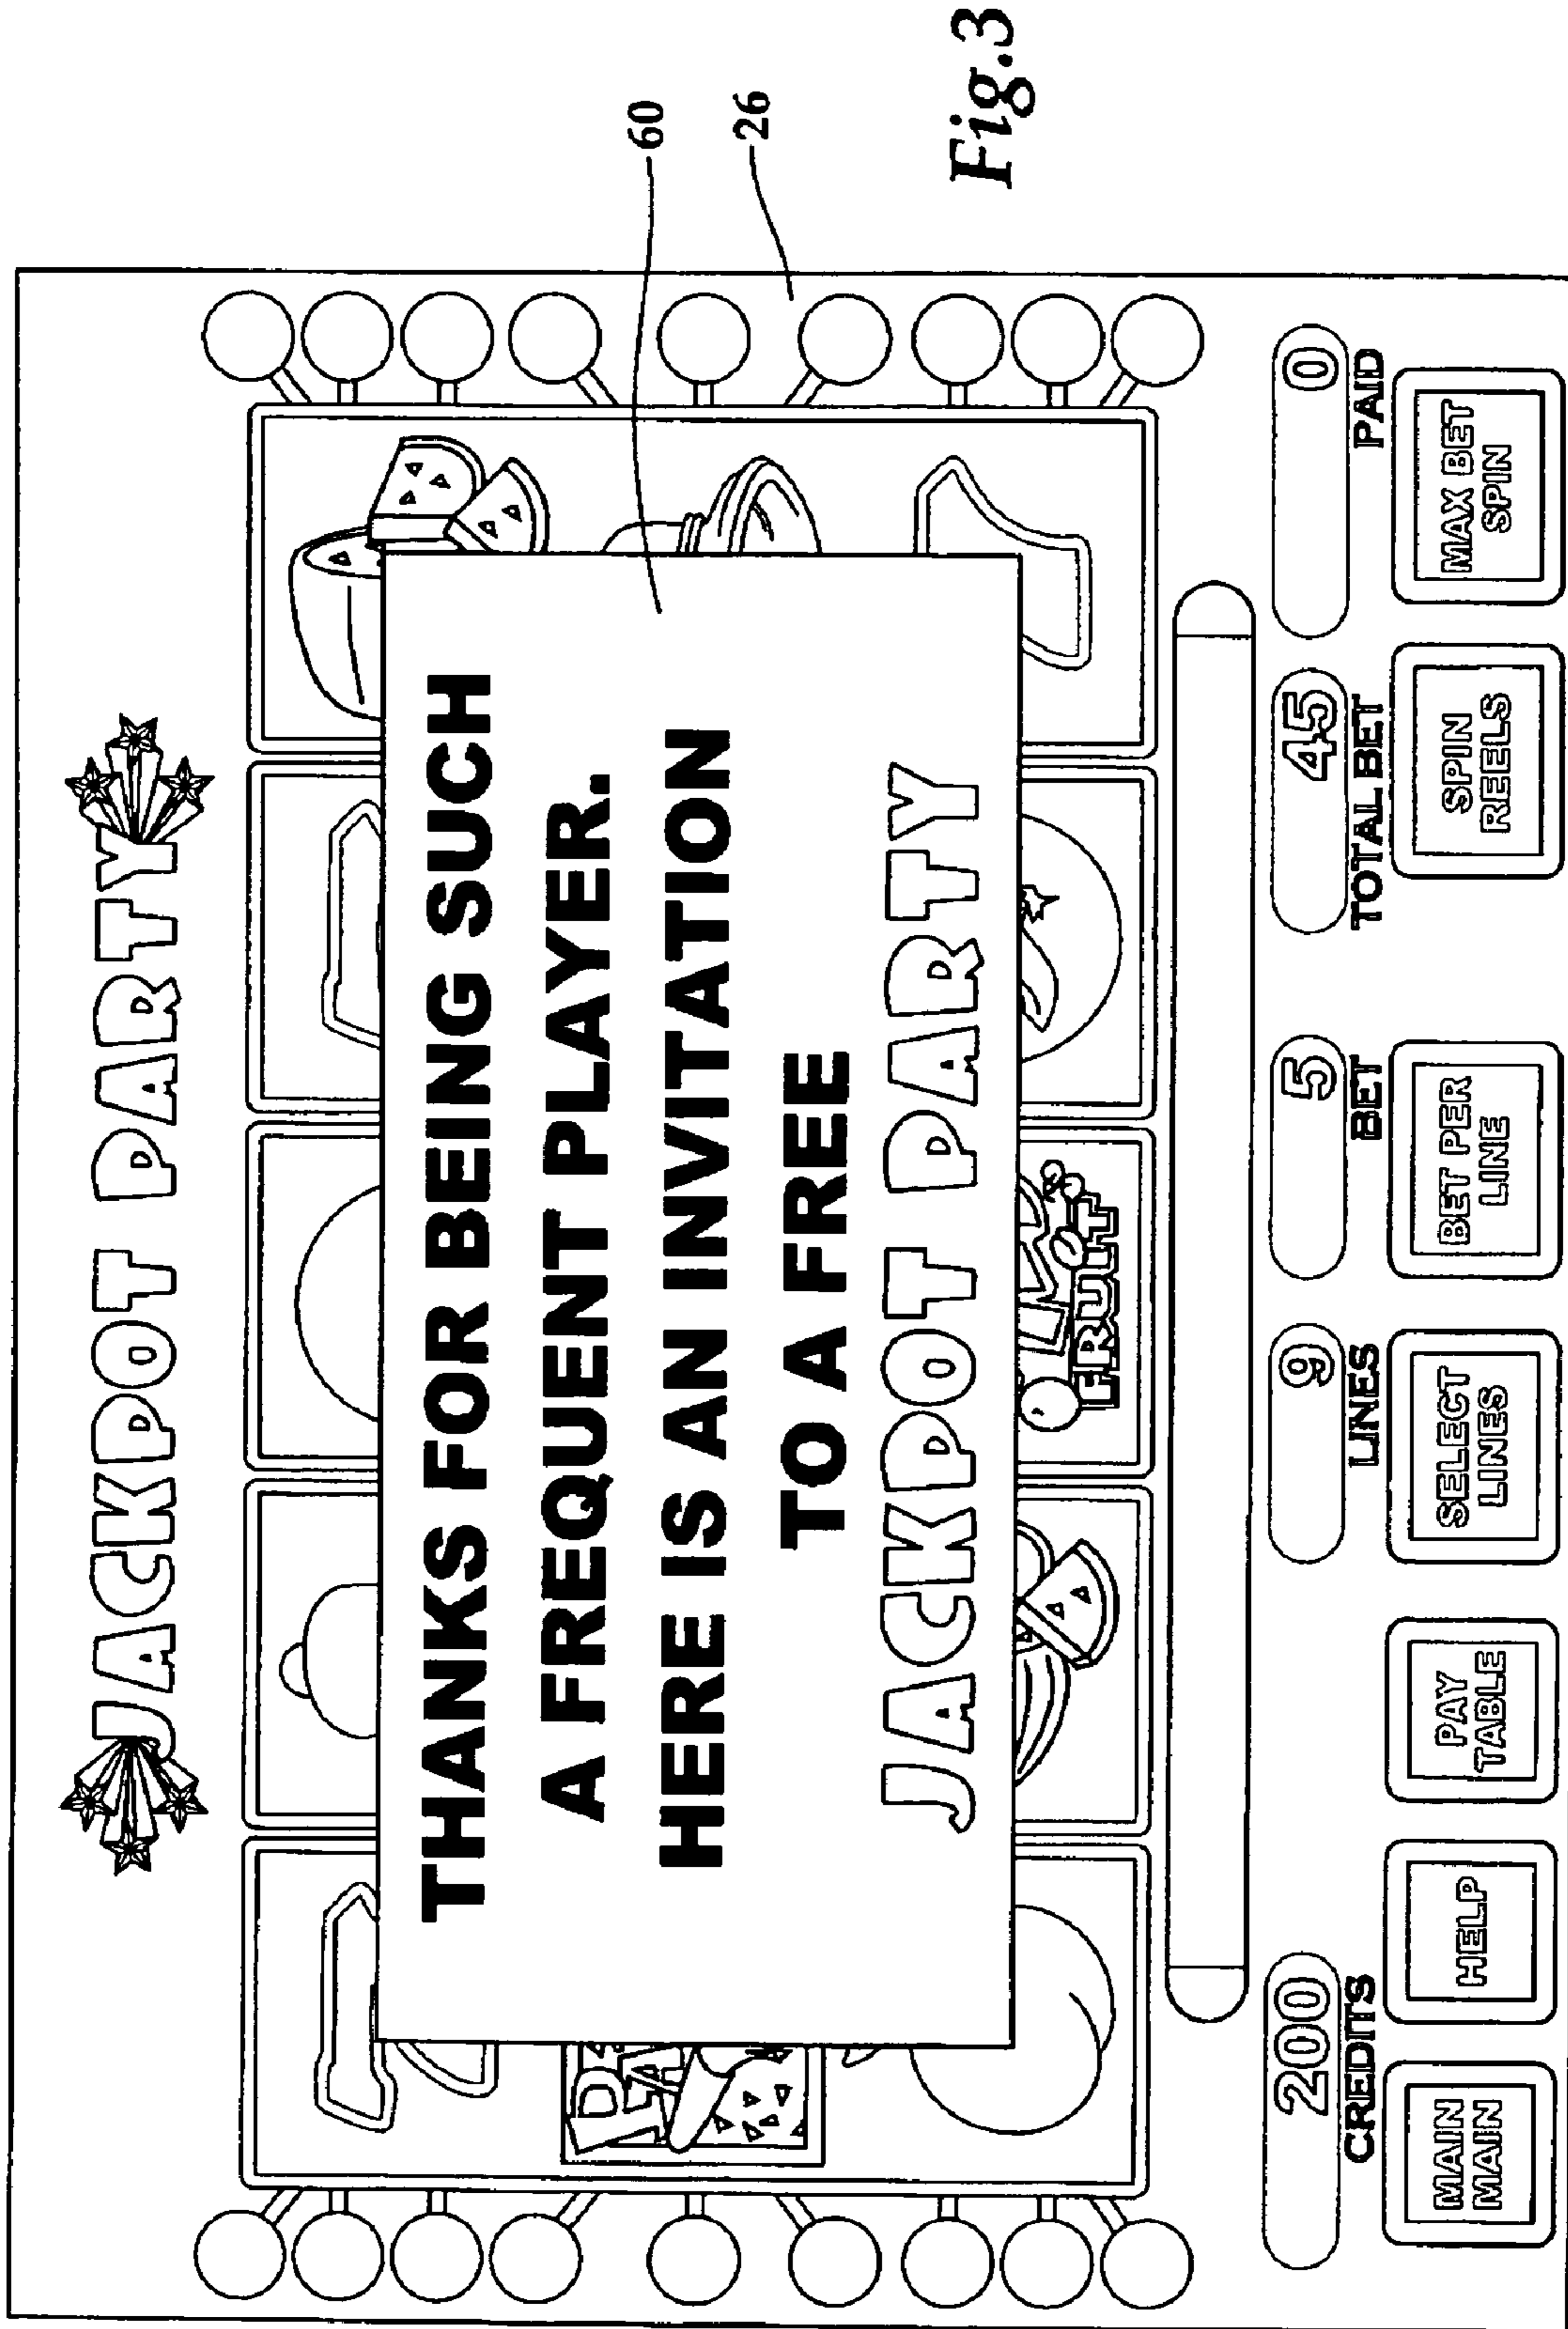 JACKPOT PARTY
THANKS FOR BEING SUCH
A FREQUENT PLAYER.
HERE IS AN INVITATION
TO A FREE
JACKPOT PARTY
FRUIT
200
CREDITS
9
LINES
5
BET
45
TOTAL BET
0
PAID
MAIN
MAIN
HELP
PAY
TABLE
SELECT
LINES
BET PER
LINE
SPIN
REELS
MAX BET
SPIN
60
26
Fig.3